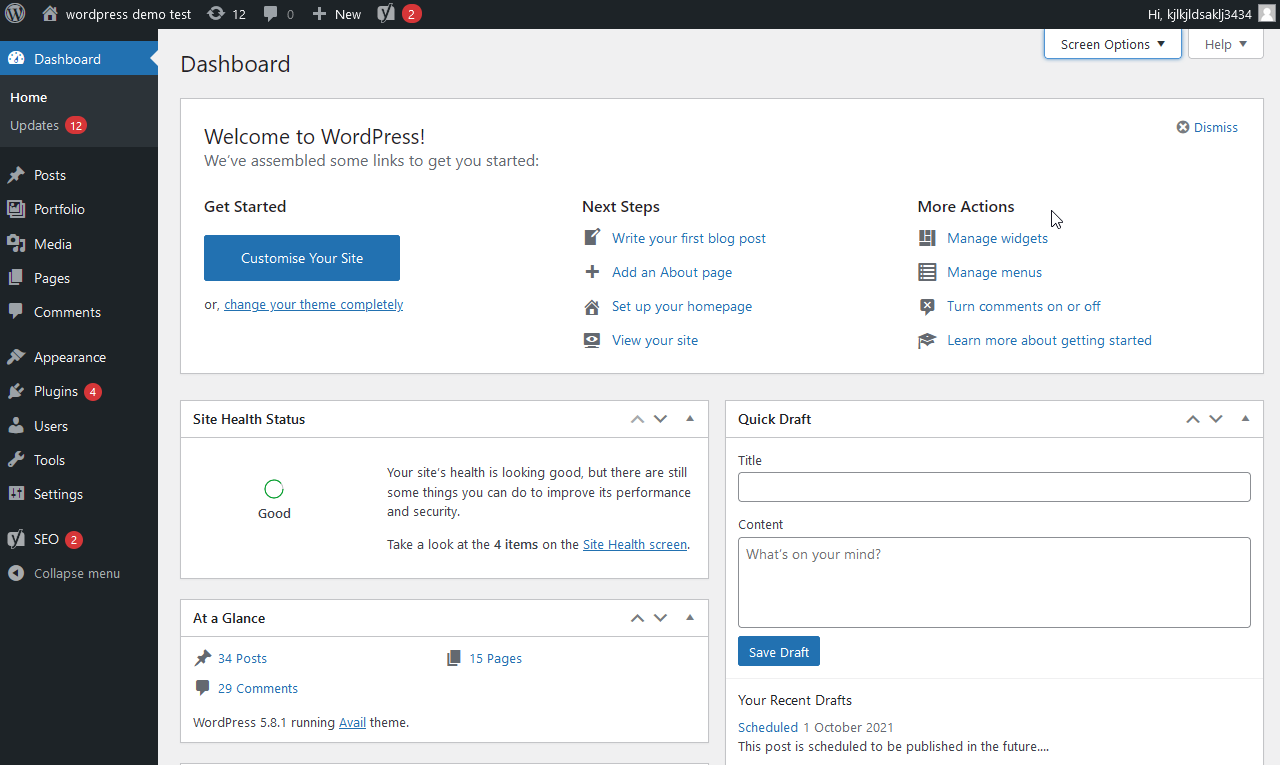 wordpress demo test 12 0 New 2 Hi, kjlkjldsaklj3434
Screen Options Help
Dashboard
Home
Updates 12
Posts
Portfolio
Media
Pages
Comments
Appearance
Plugins 4
Users
Tools
Settings
SEO 2
Collapse menu
Dashboard
Welcome to WordPress!
Dismiss
We've assembled some links to get you started:
Get Started
Customise Your Site
or, change your theme completely
Next Steps
Write your first blog post
Add an About page
Set up your homepage
View your site
More Actions
Manage widgets
Manage menus
Turn comments on or off
Learn more about getting started
Site Health Status
Good
Your site's health is looking good, but there are still
some things you can do to improve its performance
and security.
Take a look at the 4 items on the Site Health screen.
At a Glance
34 Posts
15 Pages
29 Comments
WordPress 5.8.1 running Avail theme.
Quick Draft
Title
Content
What's on your mind?
Save Draft
Your Recent Drafts
Scheduled 1 October 2021
This post is scheduled to be published in the future....